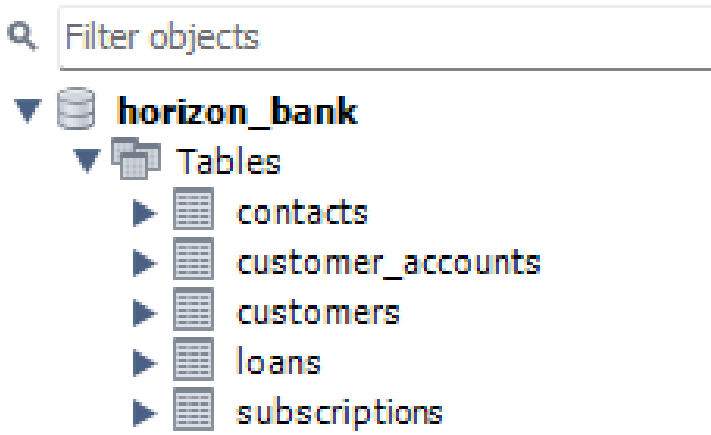 Filter objects
horizon_bank
Tables
contacts
customer_accounts
customers
loans
subscriptions